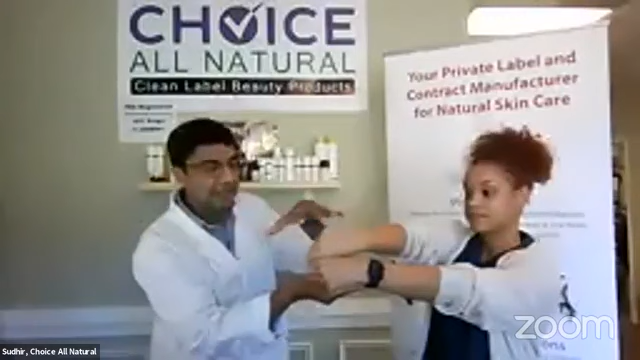 CHOICE
ALL NATURAL
Clean Label Beauty Products
Your Private Label and
Contract Manufacturer
for Natural Skin Care
zoom
Sudhir, Choice All Natural